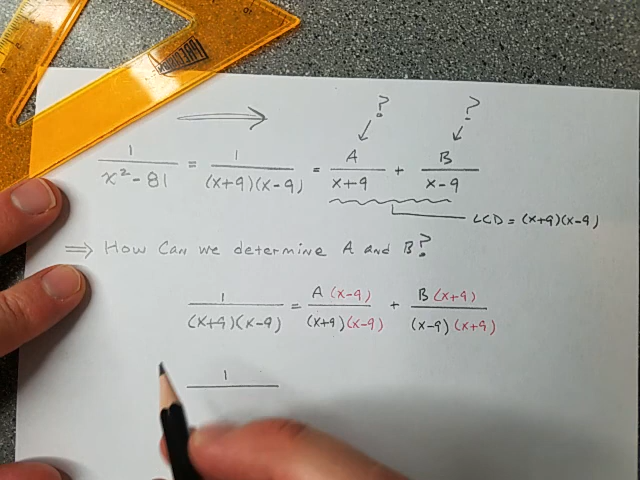 ? ?
1 / x² - 81 = 1 / (x+9)(x-9) = A / x+9 + B / x-9
LCD = (x+9)(x-9)
⇒ How can we determine A and B?
1 / (x+9)(x-9) = A (x-9) / (x+9)(x-9) + B (x+9) / (x-9)(x+9)
1